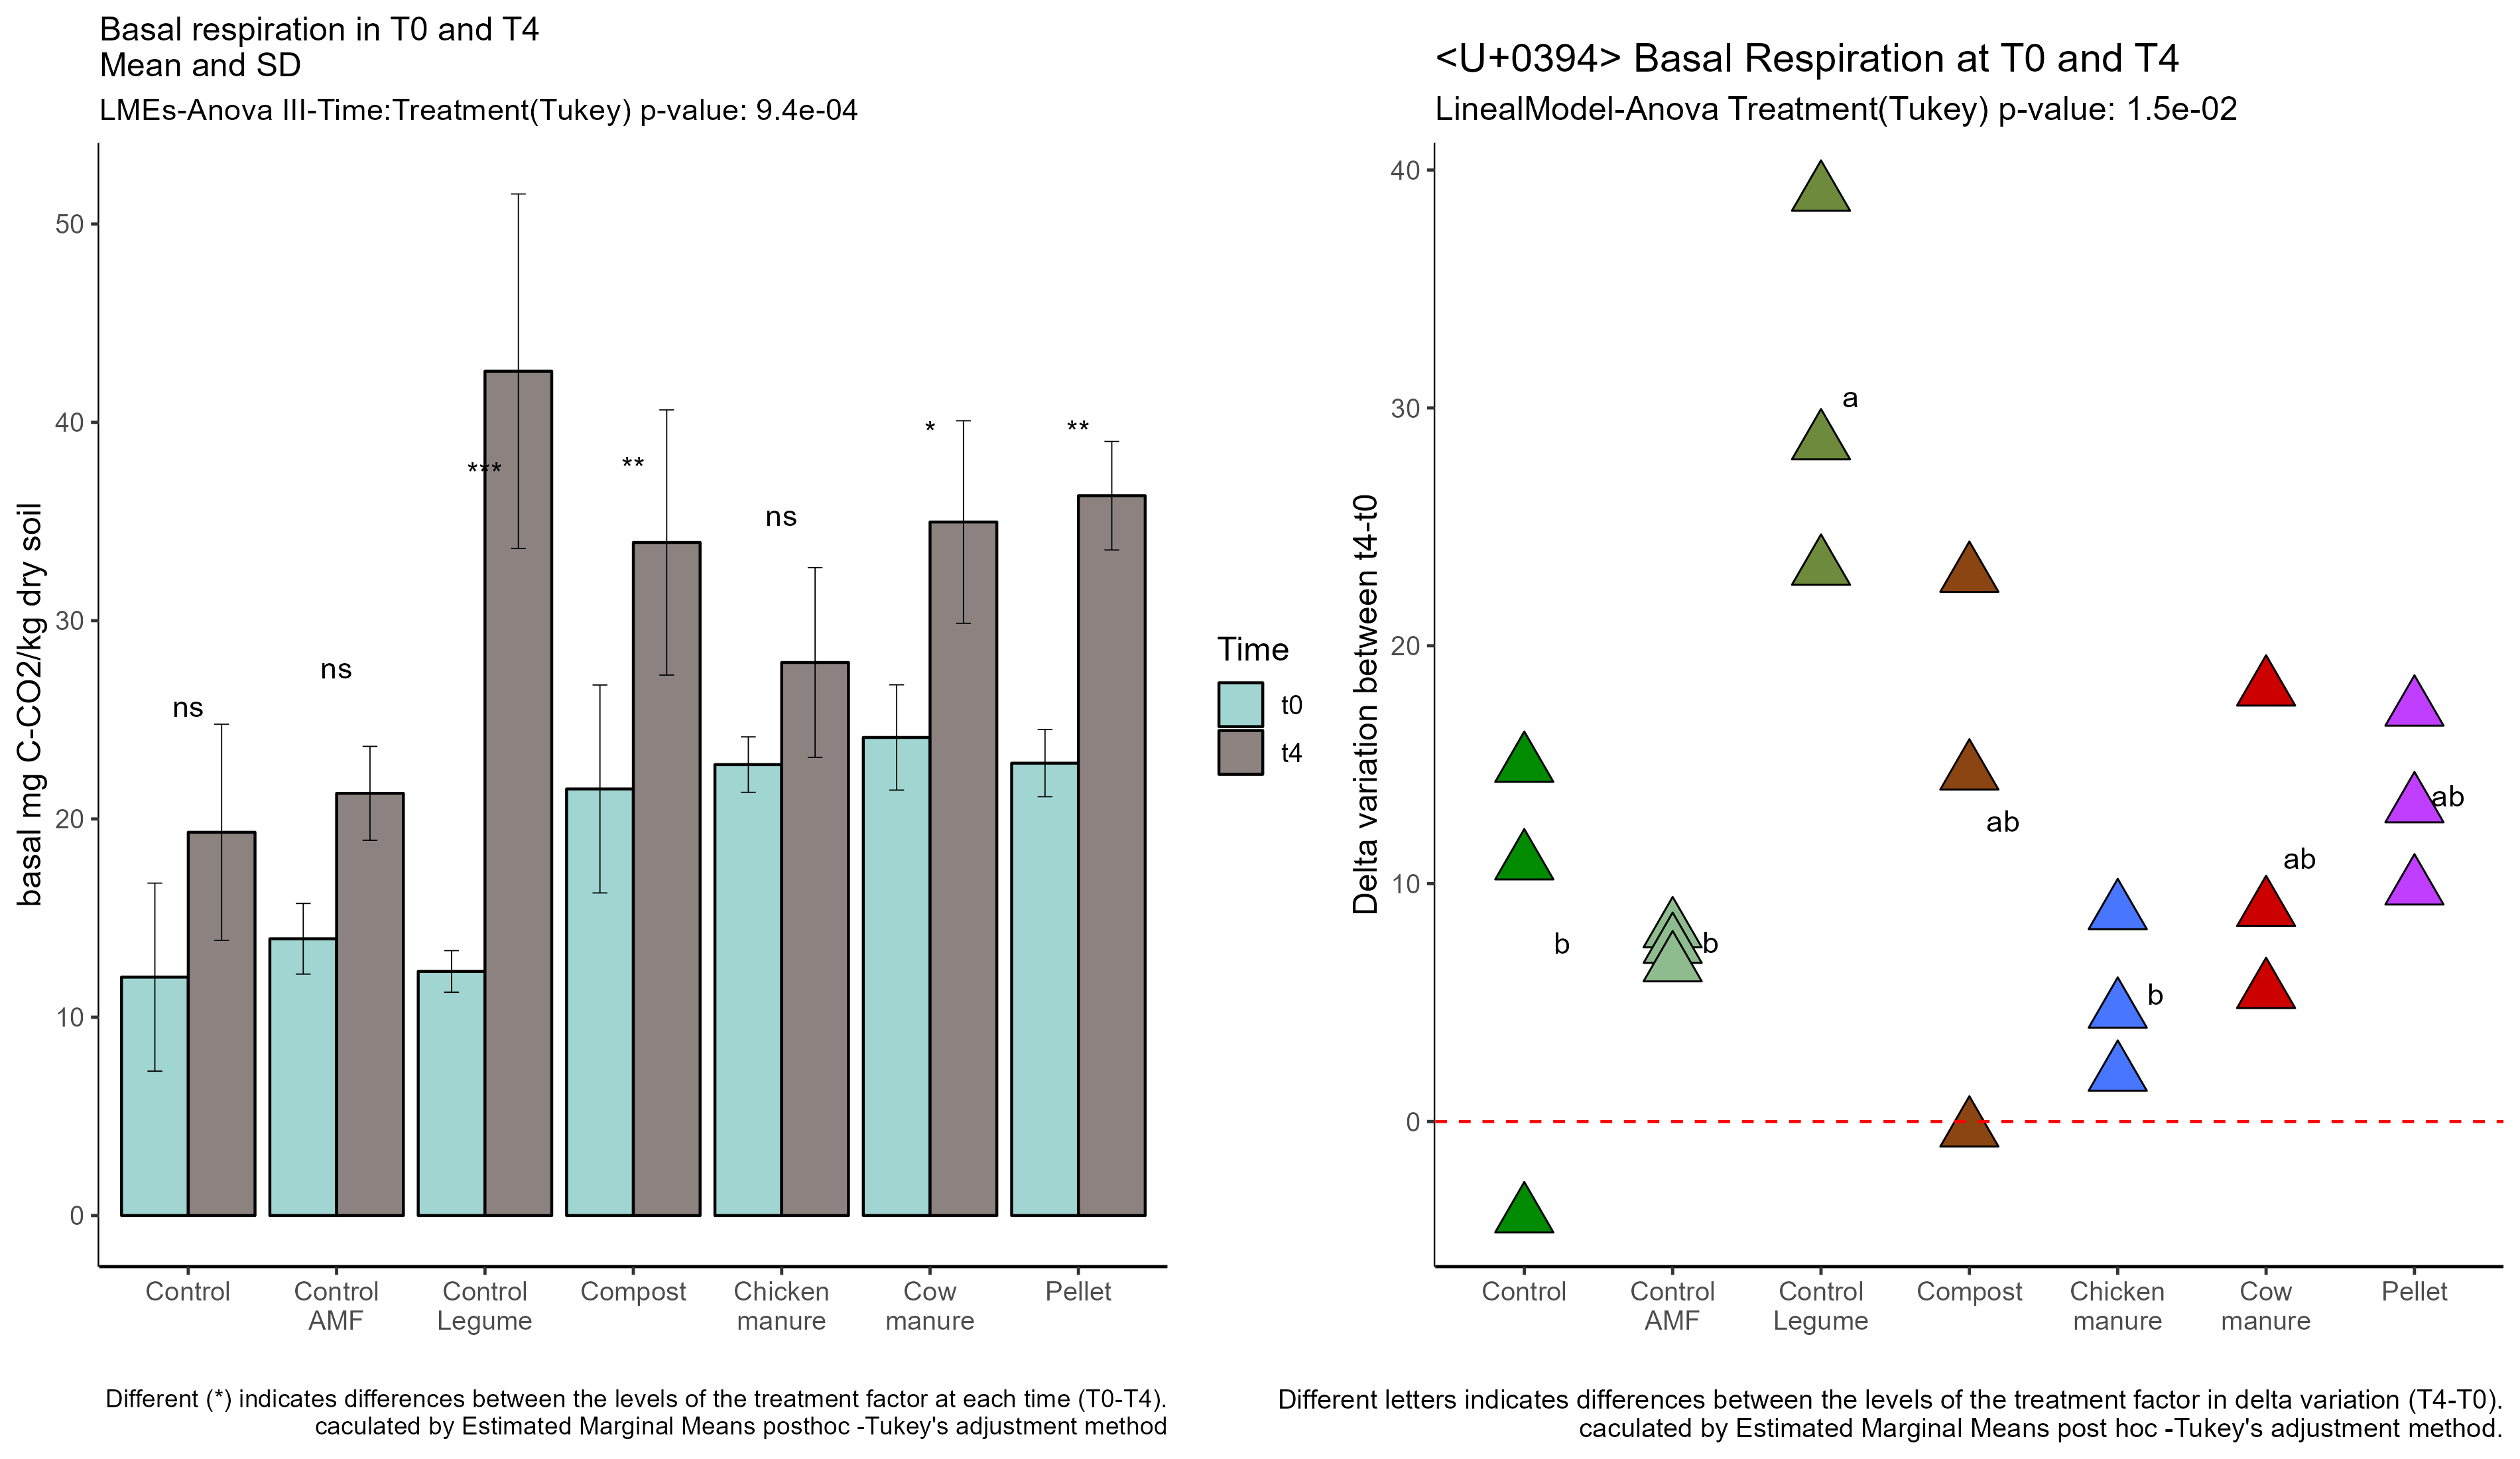 Basal respiration in T0 and T4
Mean and SD
LMEs-Anova III-Time:Treatment(Tukey) p-value: 9.4e-04
basal mg C-CO2/kg dry soil
50
40
30
20
10
0
ns
ns
***
**
ns
*
**
Control
Control
AMF
Control
Legume
Compost
Chicken
manure
Cow
manure
Pellet
Different (*) indicates differences between the levels of the treatment factor at each time (T0-T4).
caculated by Estimated Marginal Means posthoc -Tukey's adjustment method
Time
t0
t4
<U+0394> Basal Respiration at T0 and T4
LinealModel-Anova Treatment(Tukey) p-value: 1.5e-02
Delta variation between t4-t0
40
30
20
10
0
b
b
a
ab
b
ab
ab
Control
Control
AMF
Control
Legume
Compost
Chicken
manure
Cow
manure
Pellet
Different letters indicates differences between the levels of the treatment factor in delta variation (T4-T0).
caculated by Estimated Marginal Means post hoc -Tukey's adjustment method.